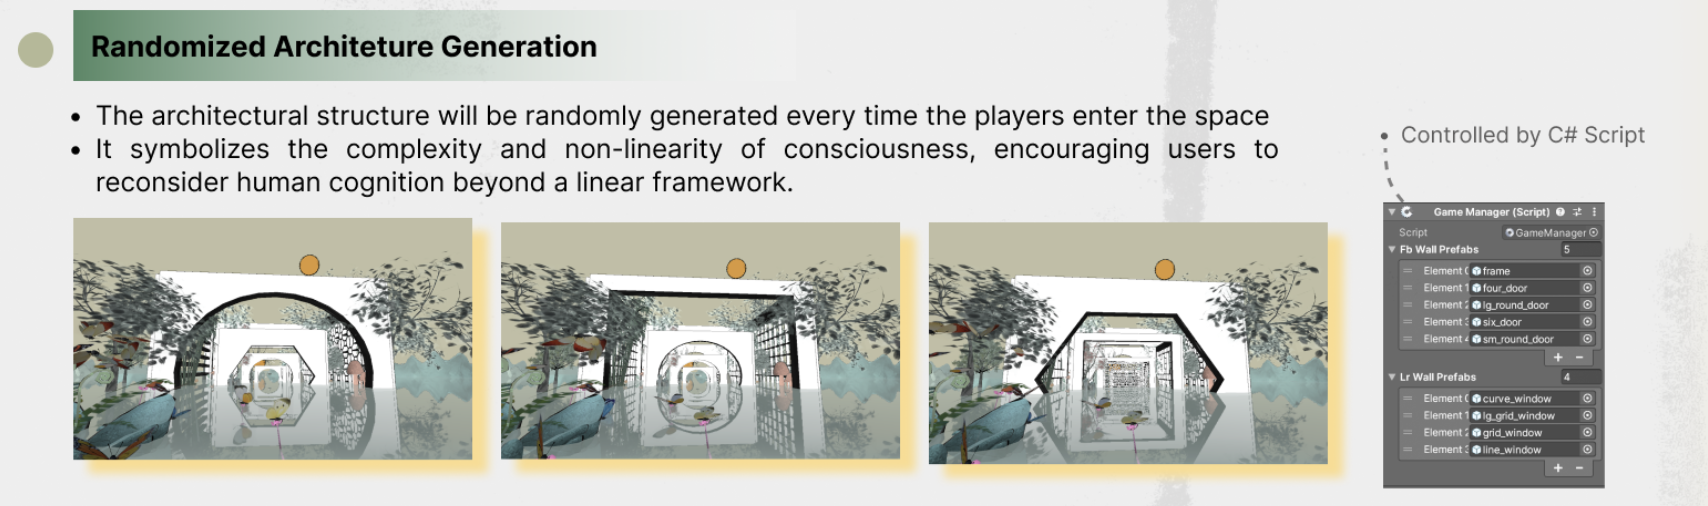 Randomized Architeture Generation
• The architectural structure will be randomly generated every time the players enter the space
• It symbolizes the complexity and non-linearity of consciousness, encouraging users to
reconsider human cognition beyond a linear framework.
• Controlled by C# Script
Game Manager (Script)
Script GameManager
Fb Wall Prefabs 5
Element 0 frame
Element 1 four_door
Element 2 lg_round_door
Element 3 six_door
Element 4 sm_round_door
+ −
Lr Wall Prefabs 4
Element 0 curve_window
Element 1 lg_grid_window
Element 2 grid_window
Element 3 line_window
+ −